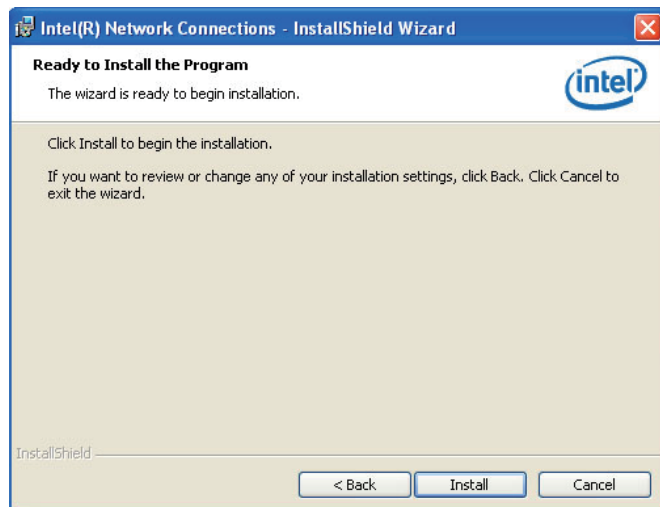 Intel(R) Network Connections - InstallShield Wizard
Ready to Install the Program
The wizard is ready to begin installation.
intel
Click Install to begin the installation.
If you want to review or change any of your installation settings, click Back. Click Cancel to
exit the wizard.
InstallShield
< Back
Install
Cancel